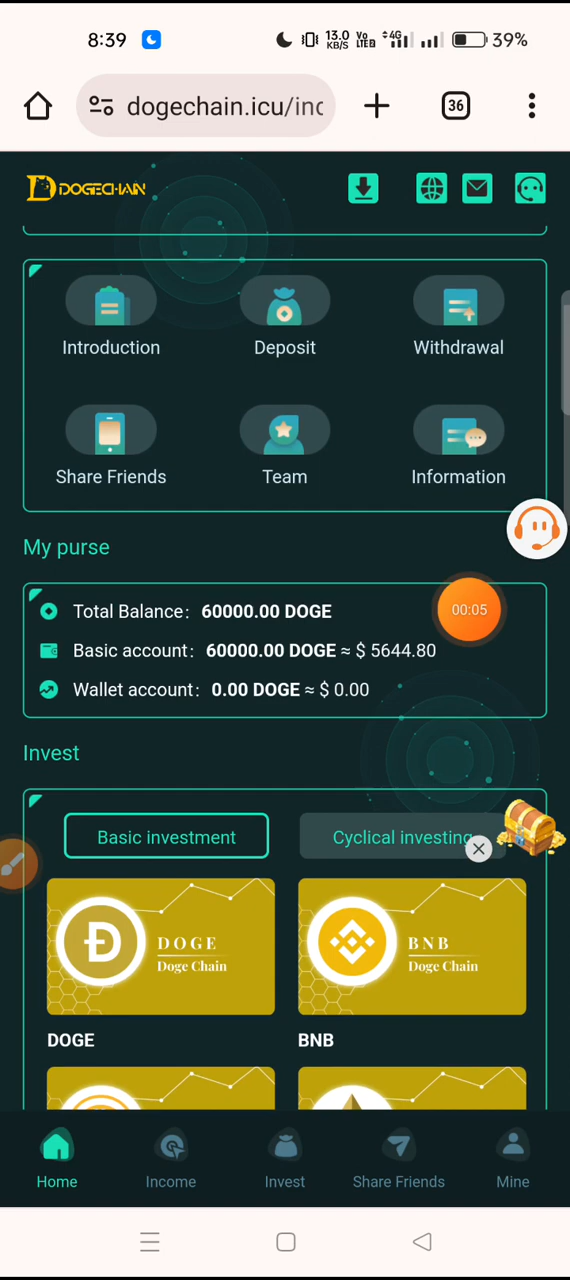 8:39
13.0
KB/S
Vo
LTE2
4G
39%
dogechain.icu/inc
36
DOGECHAIN
Introduction
Deposit
Withdrawal
Share Friends
Team
Information
My purse
Total Balance: 60000.00 DOGE
00:05
Basic account: 60000.00 DOGE ≈ $ 5644.80
Wallet account: 0.00 DOGE ≈ $ 0.00
Invest
Basic investment
Cyclical investing
DOGE
Doge Chain
BNB
Doge Chain
DOGE
BNB
Home
Income
Invest
Share Friends
Mine